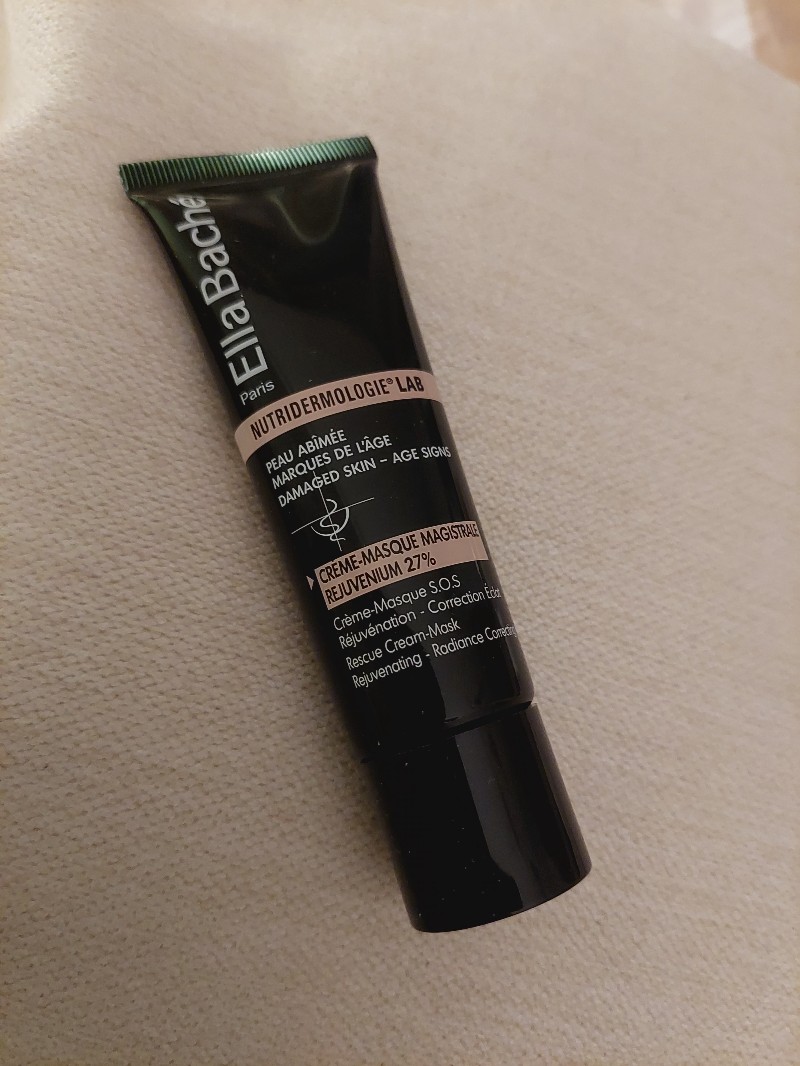 Ella Baché
Paris
NUTRIDERMOLOGIE® LAB
PEAU ABÎMÉE
MARQUES DE L'ÂGE
DAMAGED SKIN – AGE SIGNS
CRÈME-MASQUE MAGISTRALE
REJUVENIUM 27%
Crème-Masque S.O.S
Réjuvénation - Correction Éclat
Rescue Cream-Mask
Rejuvenating - Radiance Correcting